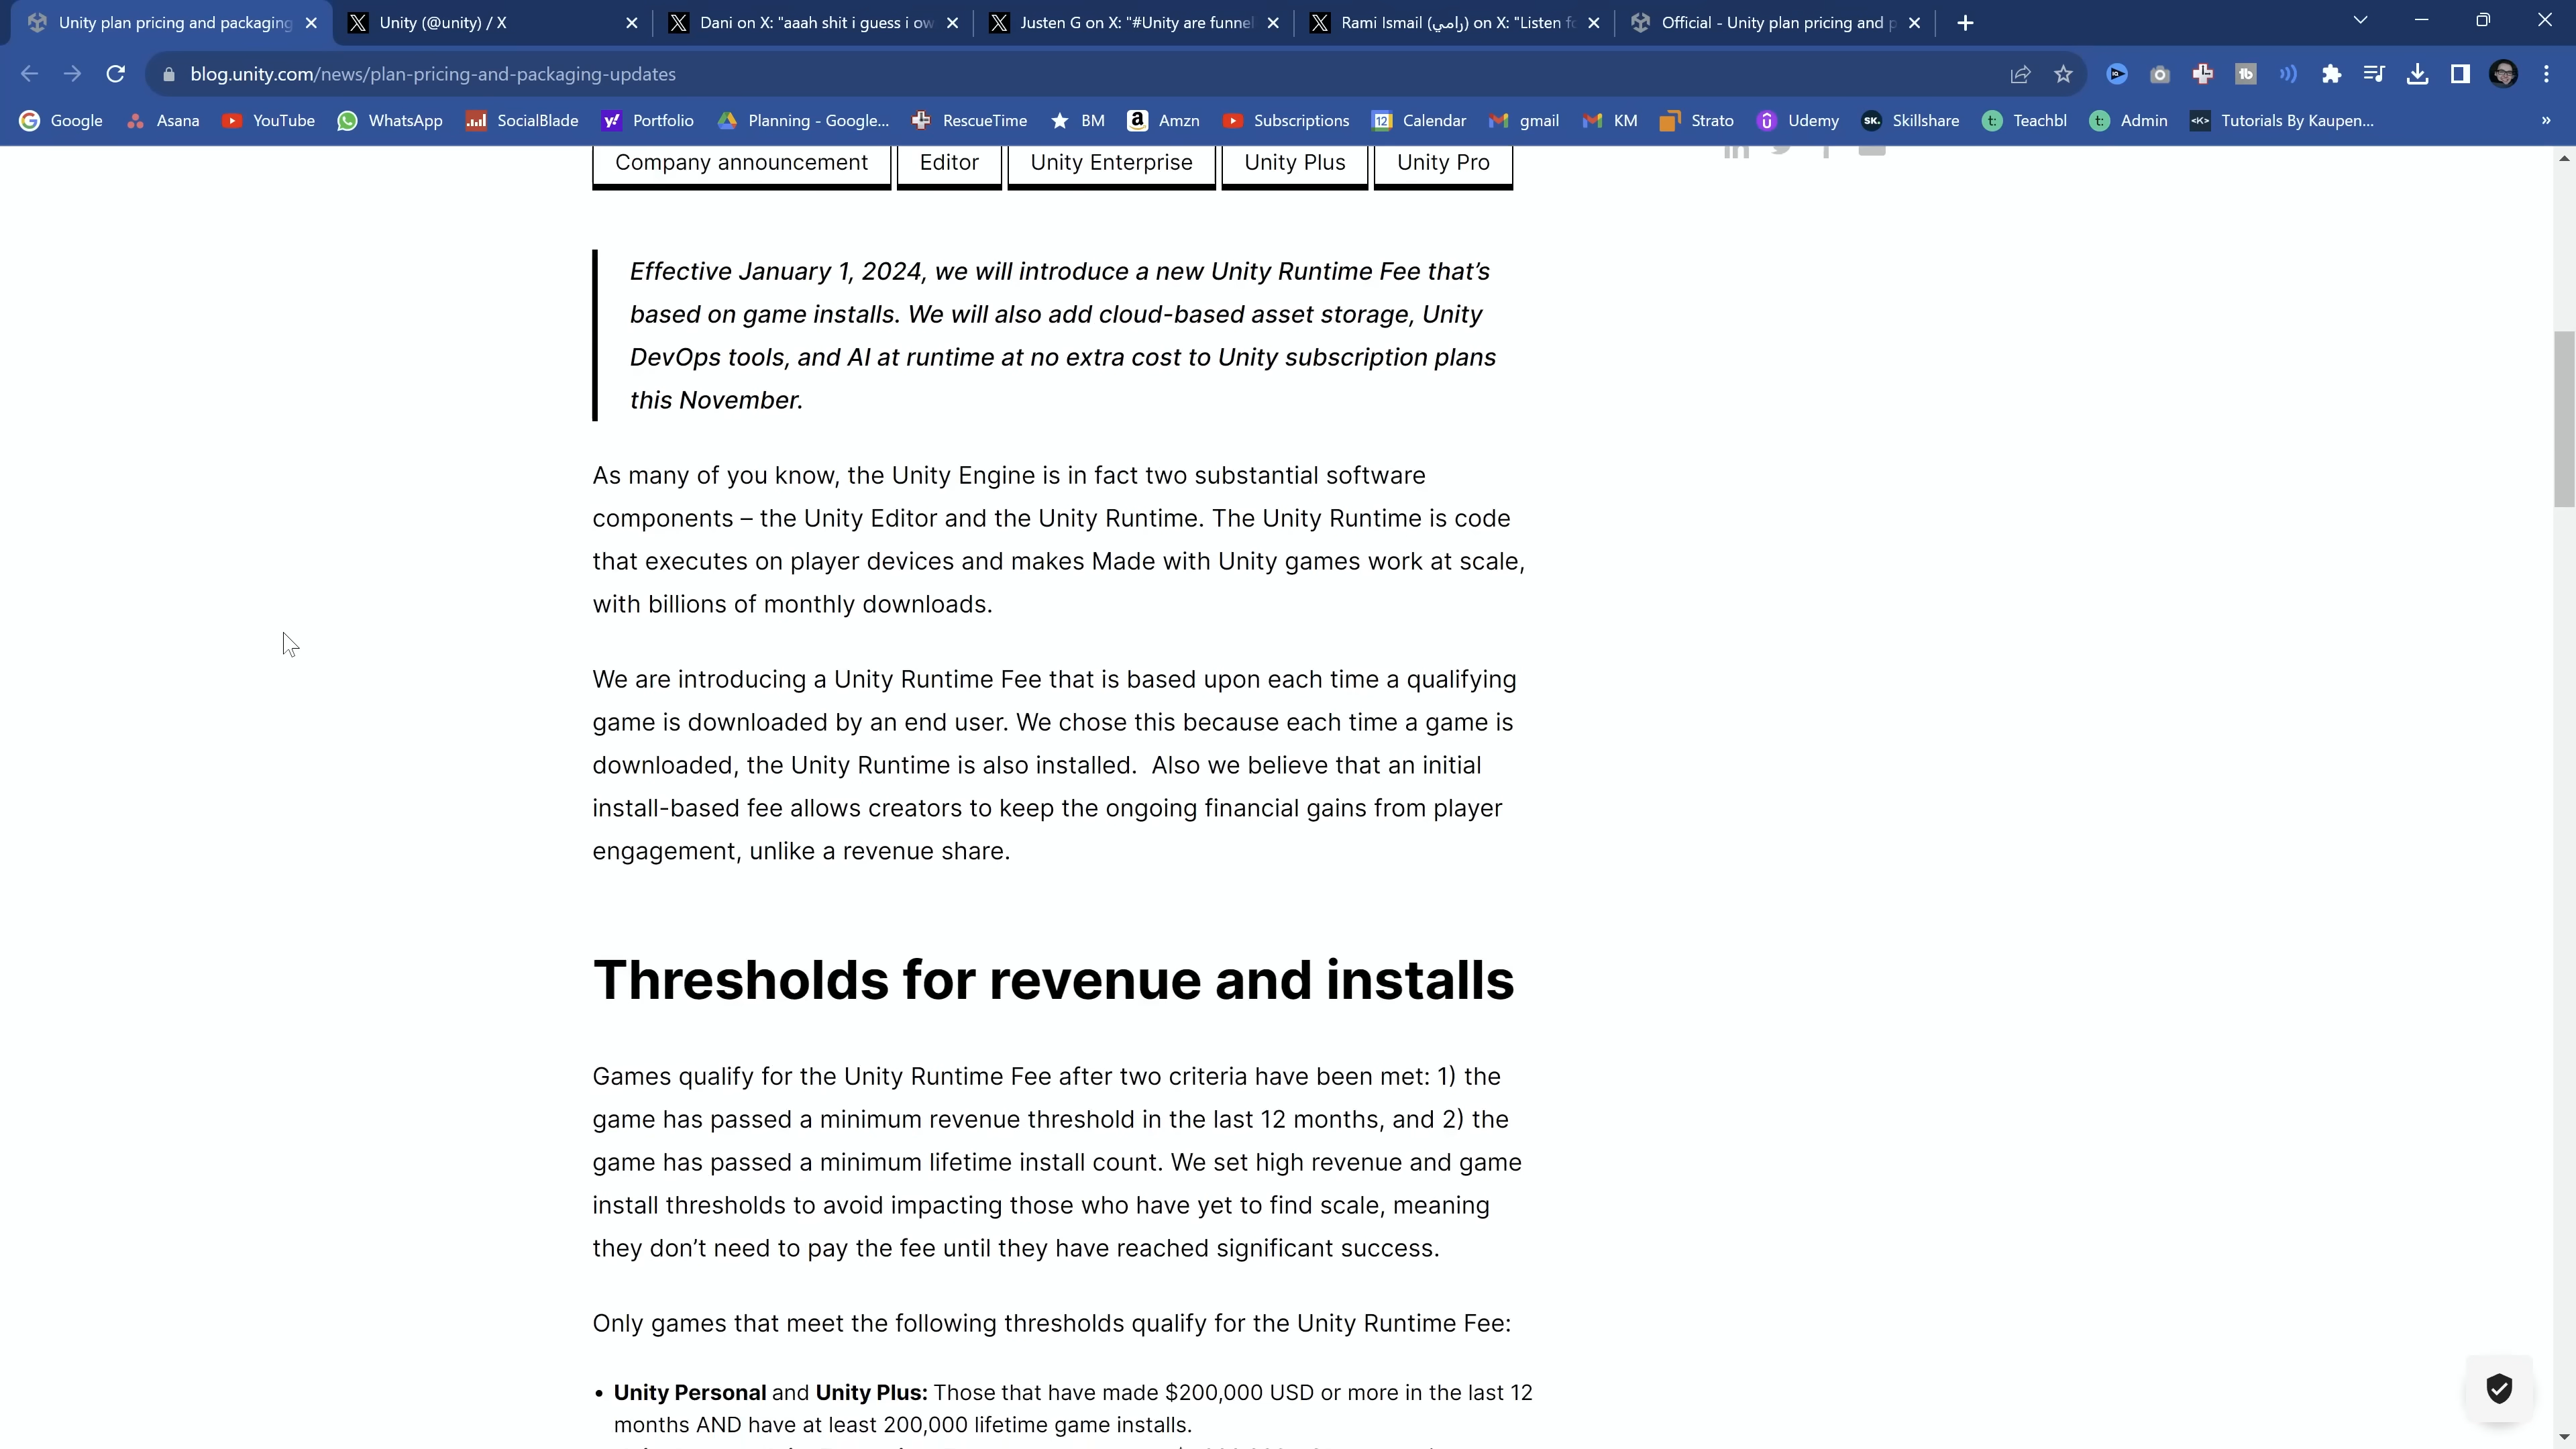 Unity plan pricing and packaging
Unity (@unity) / X
Dani on X: "aaah shit i guess i ow
Justen G on X: "#Unity are funnel
Rami Ismail (رامي) on X: "Listen fo
Official - Unity plan pricing and p
blog.unity.com/news/plan-pricing-and-packaging-updates
Google
Asana
YouTube
WhatsApp
SocialBlade
Portfolio
Planning - Google...
RescueTime
BM
Amzn
Subscriptions
Calendar
gmail
KM
Strato
Udemy
Skillshare
Teachbl
Admin
Tutorials By Kaupen...
Company announcement
Editor
Unity Enterprise
Unity Plus
Unity Pro
Effective January 1, 2024, we will introduce a new Unity Runtime Fee that’s
based on game installs. We will also add cloud-based asset storage, Unity
DevOps tools, and AI at runtime at no extra cost to Unity subscription plans
this November.
As many of you know, the Unity Engine is in fact two substantial software
components – the Unity Editor and the Unity Runtime. The Unity Runtime is code
that executes on player devices and makes Made with Unity games work at scale,
with billions of monthly downloads.
We are introducing a Unity Runtime Fee that is based upon each time a qualifying
game is downloaded by an end user. We chose this because each time a game is
downloaded, the Unity Runtime is also installed.  Also we believe that an initial
install-based fee allows creators to keep the ongoing financial gains from player
engagement, unlike a revenue share.
Thresholds for revenue and installs
Games qualify for the Unity Runtime Fee after two criteria have been met: 1) the
game has passed a minimum revenue threshold in the last 12 months, and 2) the
game has passed a minimum lifetime install count. We set high revenue and game
install thresholds to avoid impacting those who have yet to find scale, meaning
they don’t need to pay the fee until they have reached significant success.
Only games that meet the following thresholds qualify for the Unity Runtime Fee:
• Unity Personal and Unity Plus: Those that have made $200,000 USD or more in the last 12
months AND have at least 200,000 lifetime game installs.